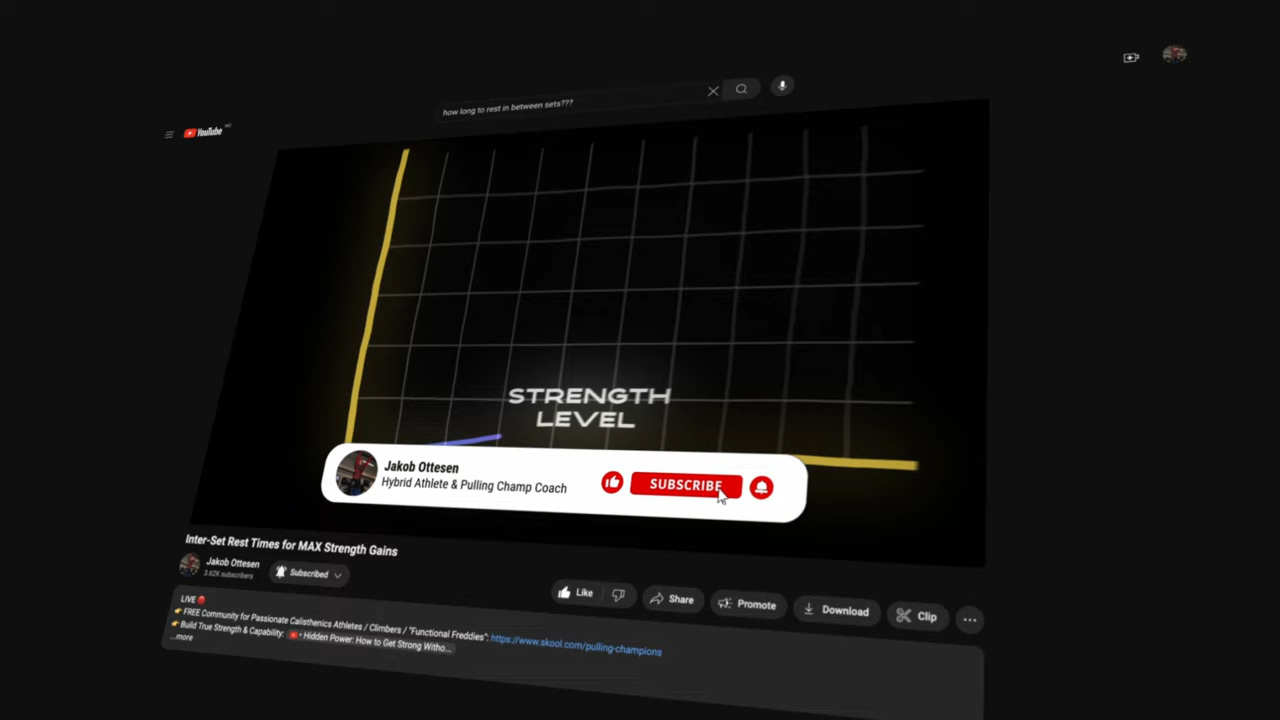 how long to rest in between sets???
YouTube
STRENGTH
LEVEL
Jakob Ottesen
Hybrid Athlete & Pulling Champ Coach
SUBSCRIBE
Inter-Set Rest Times for MAX Strength Gains
Jakob Ottesen
3.62K subscribers
Subscribed
Like
Share
Promote
Download
Clip
LIVE
FREE Community for Passionate Calisthenics Athletes / Climbers / "Functional Freddies": https://www.skool.com/pulling-champions
Build True Strength & Capability: • Hidden Power: How to Get Strong Witho...
...more